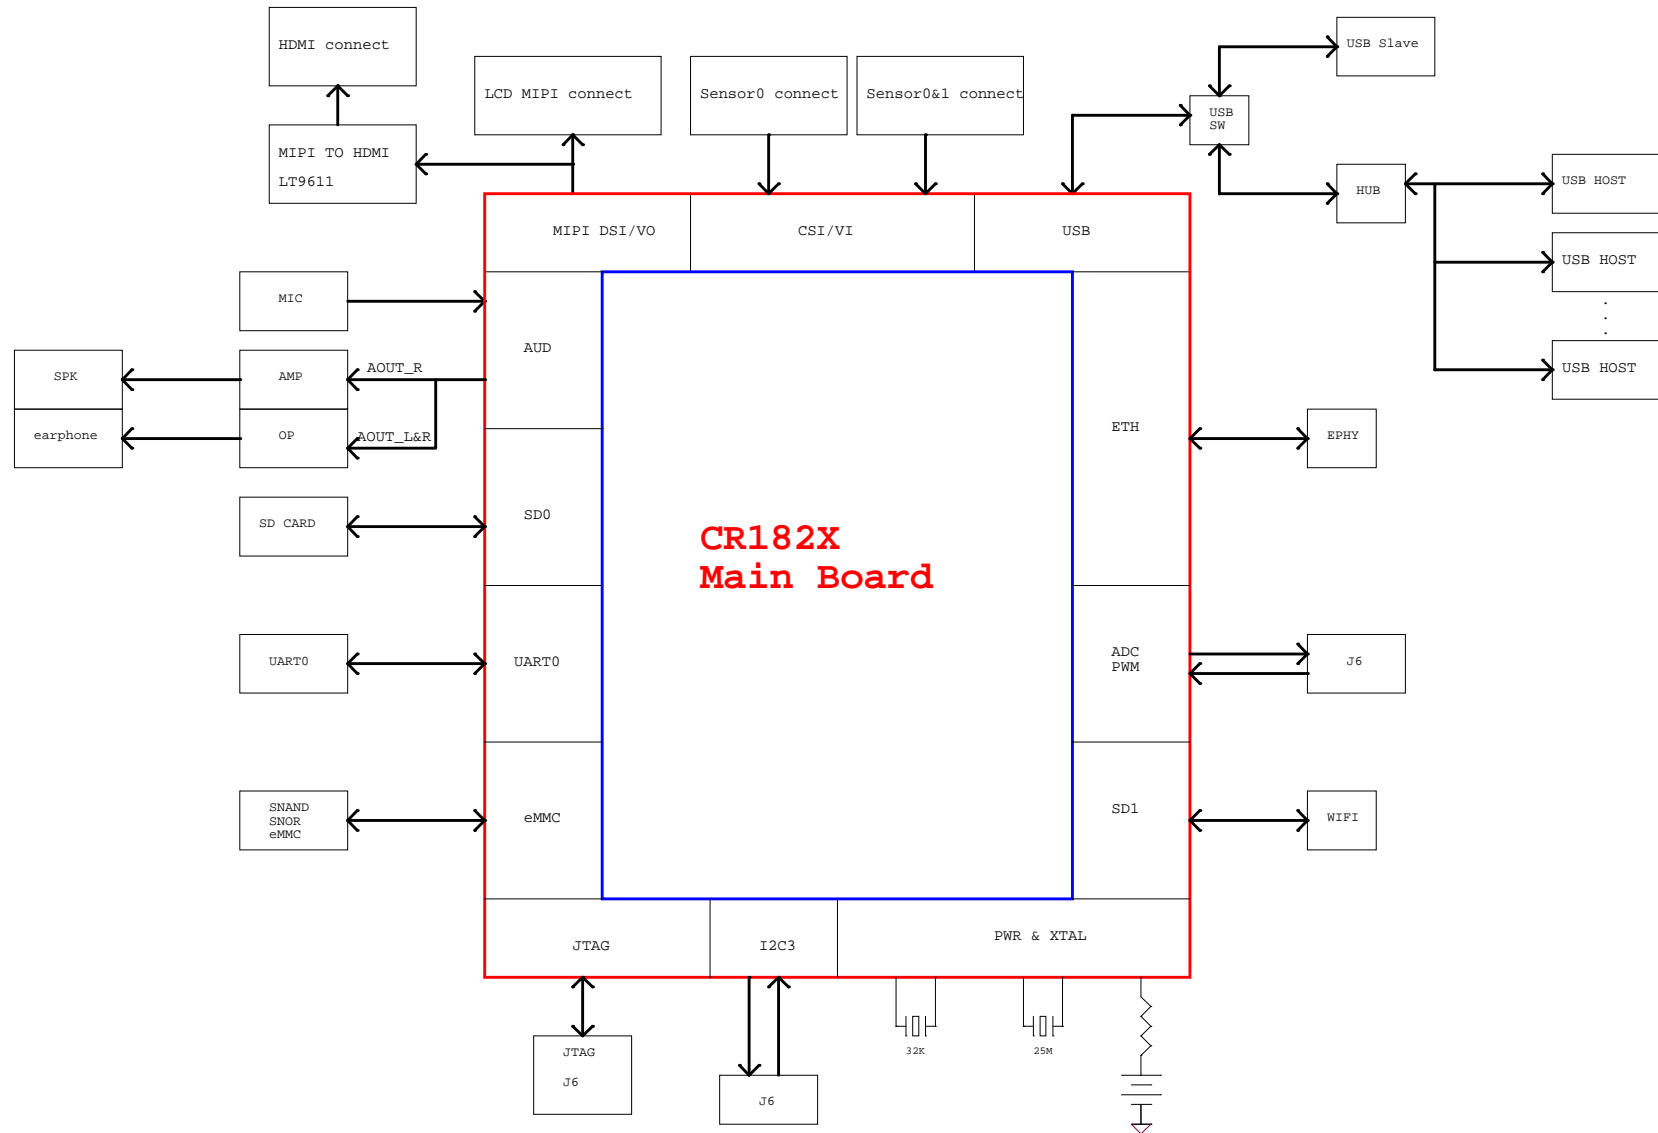 HDMI connect
USB Slave
LCD MIPI connect
Sensor0 connect
Sensor0&1 connect
USB
SW
MIPI TO HDMI
LT9611
HUB
USB HOST
MIPI DSI/VO
CSI/VI
USB
USB HOST
.
.
.
USB HOST
MIC
AUD
SPK
AMP
AOUT_R
earphone
OP
AOUT_L&R
ETH
EPHY
SD CARD
SD0
CR182X
Main Board
UART0
UART0
ADC
PWM
J6
SNAND
SNOR
eMMC
eMMC
SD1
WIFI
JTAG
I2C3
PWR & XTAL
32K
25M
JTAG
J6
J6